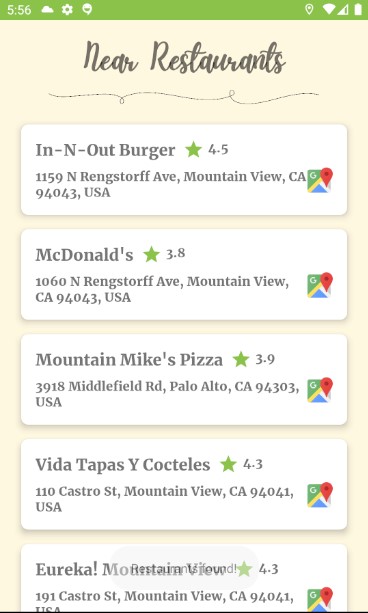 5:56
Near Restaurants
In-N-Out Burger 4.5
1159 N Rengstorff Ave, Mountain View, CA
94043, USA
McDonald's 3.8
1060 N Rengstorff Ave, Mountain View,
CA 94043, USA
Mountain Mike's Pizza 3.9
3918 Middlefield Rd, Palo Alto, CA 94303,
USA
Vida Tapas Y Cocteles 4.3
110 Castro St, Mountain View, CA 94041,
USA
Eureka! Mountain View 4.3
Restaurants found!
191 Castro St, Mountain View, CA 94041,
USA